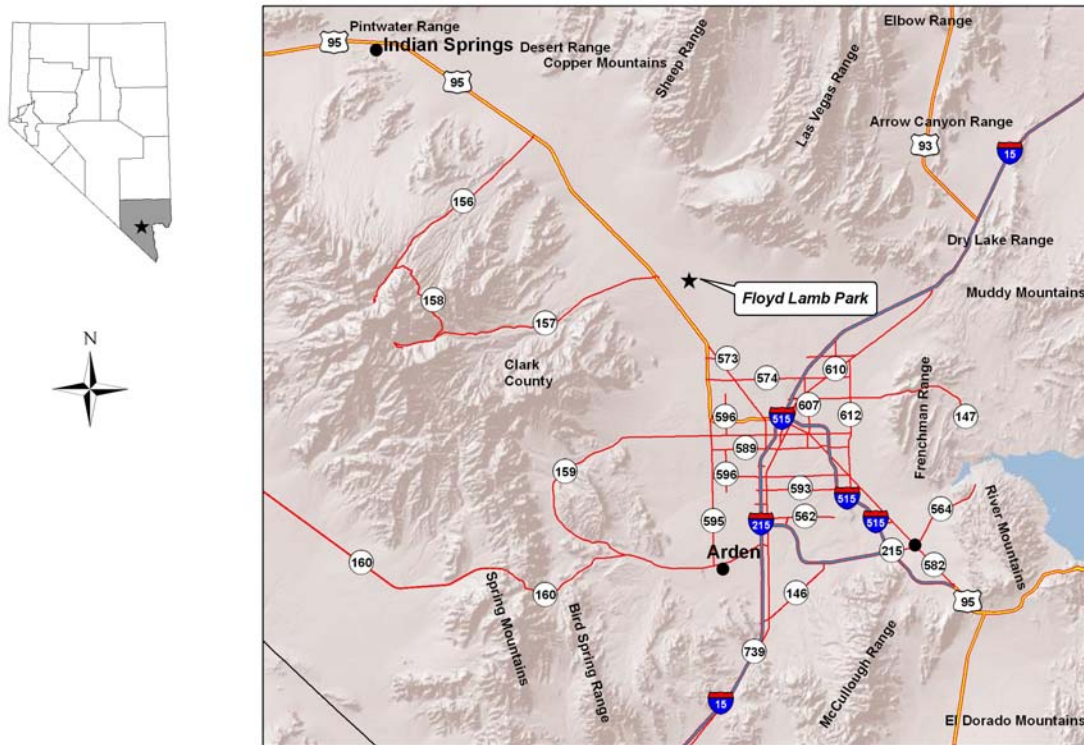 Pintwater Range
Elbow Range
95
Indian Springs
Desert Range
Copper Mountains
Sheep Range
Las Vegas Range
95
Arrow Canyon Range
93
15
156
Dry Lake Range
N
158
Floyd Lamb Park
Muddy Mountains
157
Clark
County
573
574
610
607
596
515
612
147
Frenchman Range
589
159
596
593
515
564
River Mountains
595
215
562
515
Arden
215
582
160
160
146
95
Spring Mountains
Bird Spring Range
739
McCullough Range
15
El Dorado Mountains